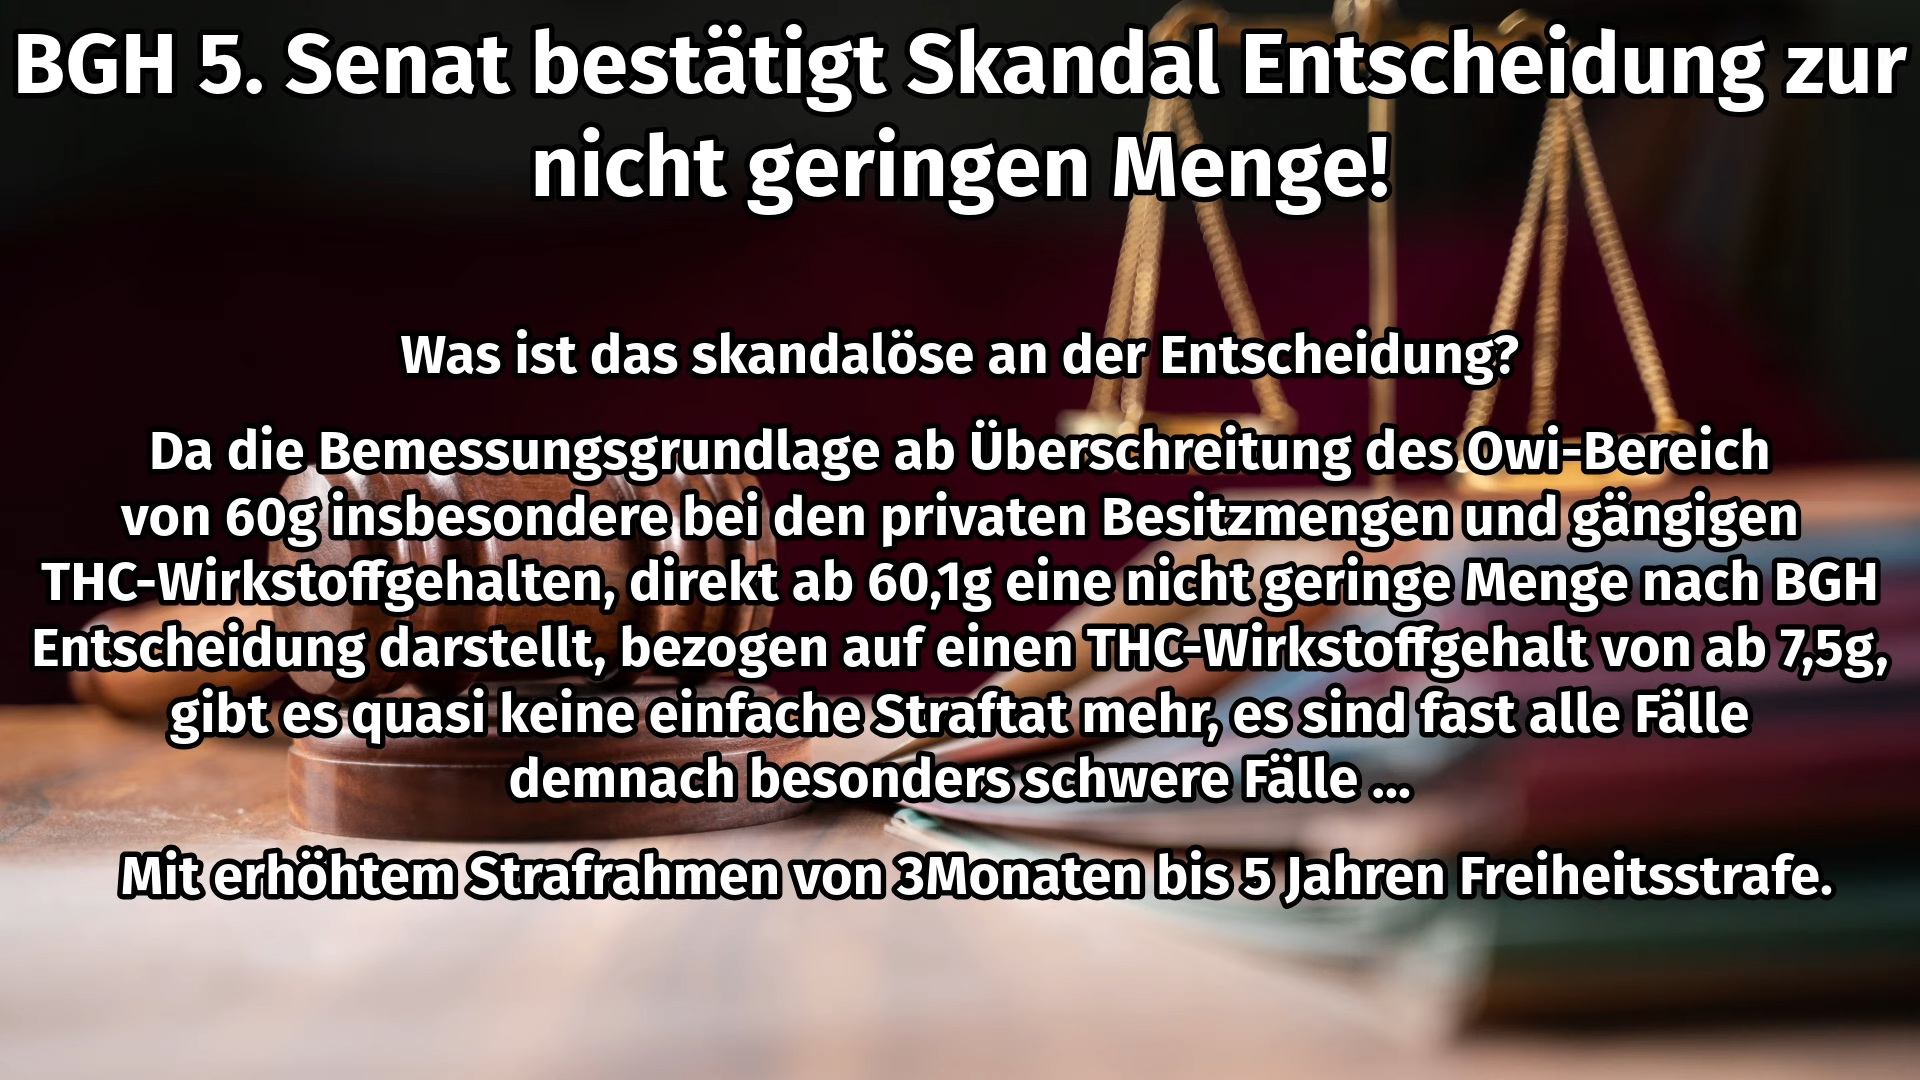 BGH 5. Senat bestätigt Skandal Entscheidung zur
nicht geringen Menge!
Was ist das skandalöse an der Entscheidung?
Da die Bemessungsgrundlage ab Überschreitung des Owi-Bereich
von 60g insbesondere bei den privaten Besitzmengen und gängigen
THC-Wirkstoffgehalten, direkt ab 60,1g eine nicht geringe Menge nach BGH
Entscheidung darstellt, bezogen auf einen THC-Wirkstoffgehalt von ab 7,5g,
gibt es quasi keine einfache Straftat mehr, es sind fast alle Fälle
demnach besonders schwere Fälle ...
Mit erhöhtem Strafrahmen von 3Monaten bis 5 Jahren Freiheitsstrafe.